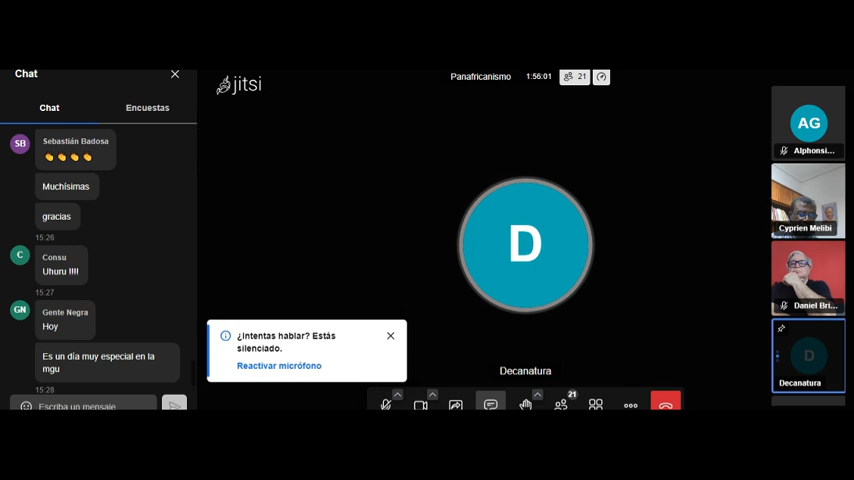 Chat
jitsi
Panafricanismo 1:56:01 21
Chat Encuestas
SB Sebastián Badosa
Muchísimas
gracias
15:26
C Consu
Uhuru !!!!
15:27
GN Gente Negra
Hoy
Es un día muy especial en la
mgu
15:28
Escriba un mensaje
D
¿Intentas hablar? Estás
silenciado.
Reactivar micrófono
Decanatura
21
AG
Alphonsi...
Cyprien Melibi
Daniel Bri...
D
Decanatura